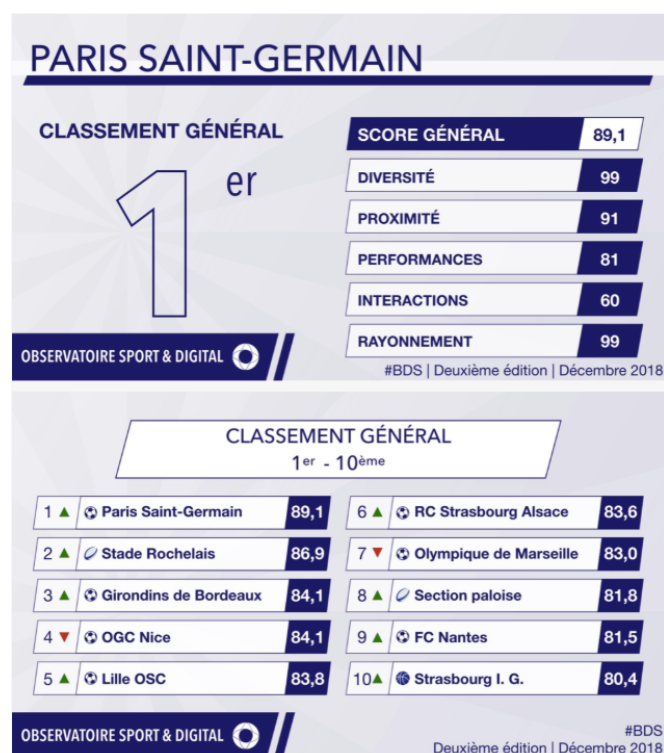 PARIS SAINT-GERMAIN
CLASSEMENT GÉNÉRAL
1er
SCORE GÉNÉRAL 89,1
DIVERSITÉ 99
PROXIMITÉ 91
PERFORMANCES 81
INTERACTIONS 60
RAYONNEMENT 99
OBSERVATOIRE SPORT & DIGITAL
#BDS | Deuxième édition | Décembre 2018
CLASSEMENT GÉNÉRAL
1er - 10ème
1 ▲ Paris Saint-Germain 89,1
2 ▲ Stade Rochelais 86,9
3 ▲ Girondins de Bordeaux 84,1
4 ▼ OGC Nice 84,1
5 ▲ Lille OSC 83,8
6 ▲ RC Strasbourg Alsace 83,6
7 ▼ Olympique de Marseille 83,0
8 ▲ Section paloise 81,8
9 ▲ FC Nantes 81,5
10▲ Strasbourg I. G. 80,4
OBSERVATOIRE SPORT & DIGITAL
#BDS
Deuxième édition | Décembre 2018